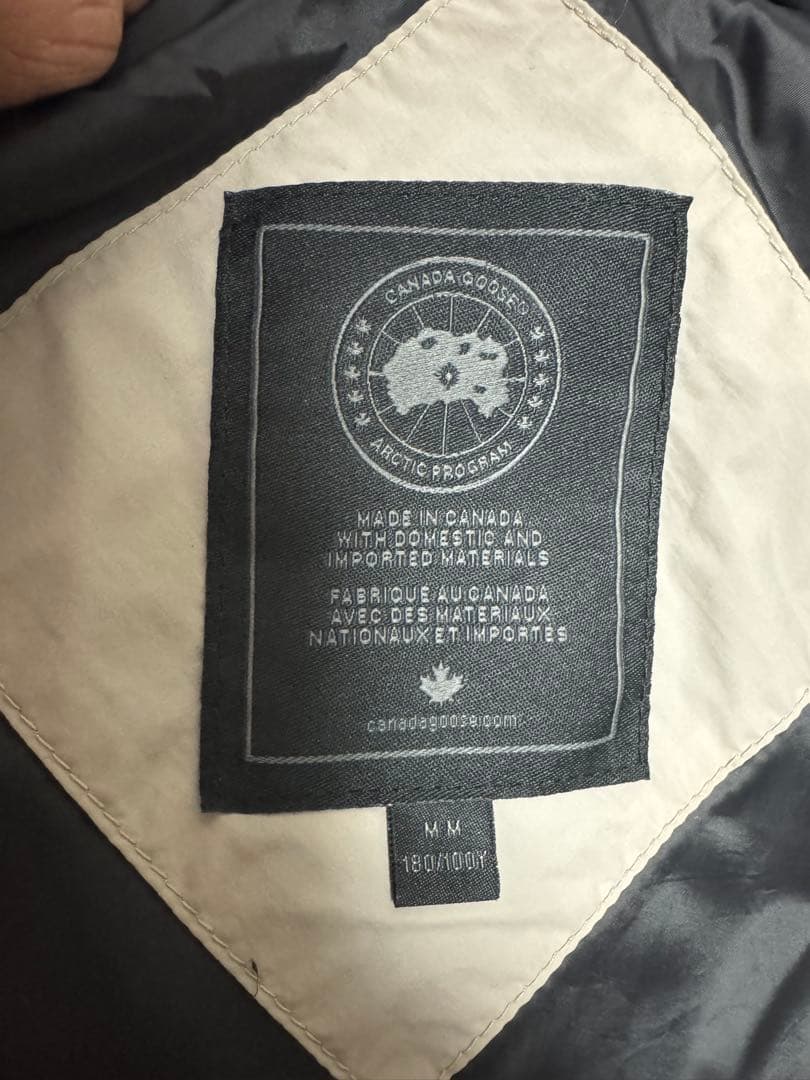 CANADA GOOSE®
ARCTIC PROGRAM
MADE IN CANADA
WITH DOMESTIC AND
IMPORTED MATERIALS
FABRIQUE AU CANADA
AVEC DES MATERIAUX
NATIONAUX ET IMPORTES
canadagoose.com
M M
180/100Y